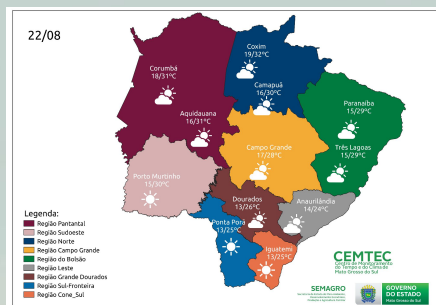 22/08
Coxim
19/32ºC
Corumbá
18/31ºC
Camapuã
16/30ºC
Paranaíba
15/29ºC
Aquidauana
16/31ºC
Campo Grande
17/28ºC
Três Lagoas
15/29ºC
Porto Murtinho
15/30ºC
Dourados
13/26ºC
Anaurilândia
14/24ºC
Ponta Porã
13/25ºC
Iguatemi
13/25ºC
Legenda:
Região Pantantal
Região Sudoeste
Região Norte
Região Campo Grande
Região do Bolsão
Região Leste
Região Grande Dourados
Região Sul-Fronteira
Região Cone_Sul
CEMTEC
Centro de Monitoramento
do Tempo e do Clima de
Mato Grosso do Sul
SEMAGRO
GOVERNO
DO ESTADO
Mato Grosso do Sul